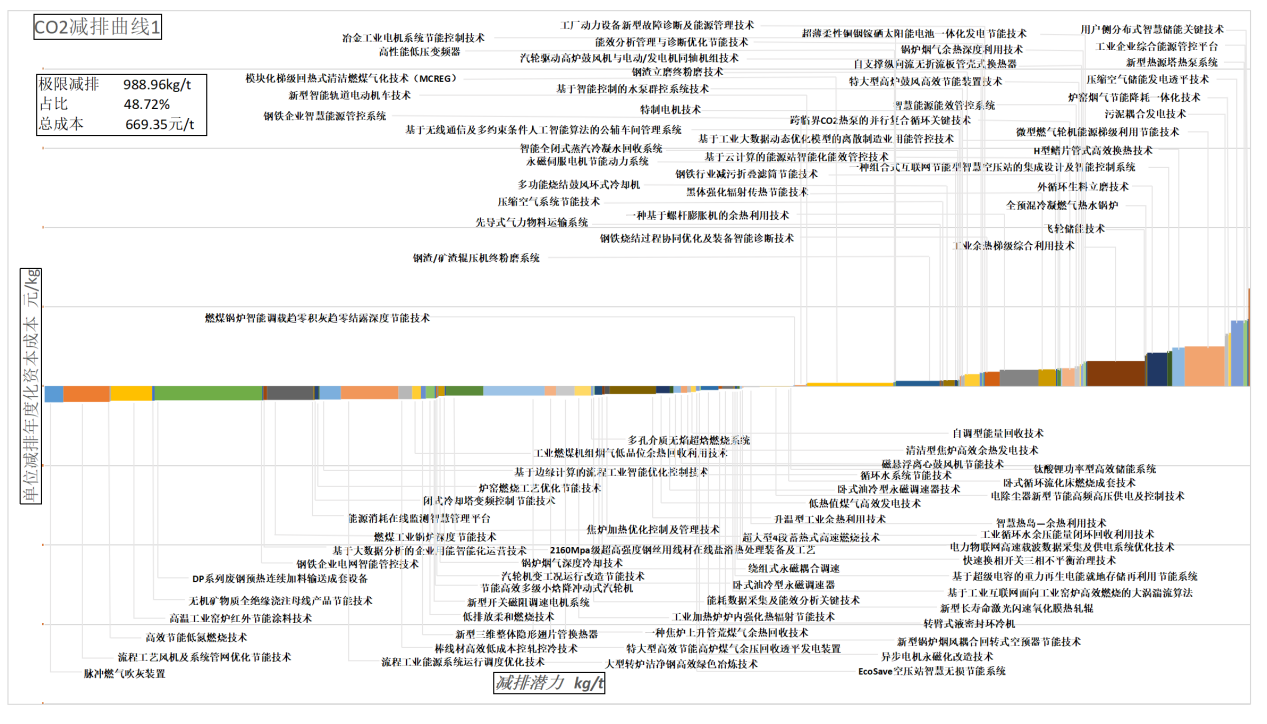 CO2减排曲线1
极限减排 988.96kg/t
占比 48.72%
总成本 669.35元/t
工厂动力设备新型故障诊断及能源管理技术
用户侧分布式智慧储能关键技术
超薄柔性铜铟镓硒太阳能电池一体化发电节能技术
冶金工业电机系统节能控制技术
能效分析管理与诊断优化节能技术
工业企业综合能源管控平台
高性能低压变频器
锅炉烟气余热深度利用技术
汽轮驱动高炉鼓风机与电动/发电机同轴机组技术
新型热源塔热泵系统
自支撑纵向流无折流板管壳式换热器
钢渣立磨终粉磨技术
模块化梯级回热式清洁燃煤气化技术（MCREG）
压缩空气储能发电透平技术
特大型高炉鼓风高效节能装置技术
基于智能控制的水泵群控系统
新型智能轨道电动机车技术
炉窑烟气节能降耗一体化技术
智慧能源能效管控系统
特制电机技术
钢铁企业智慧能源管控系统
污泥耦合发电技术
跨临界CO2热泵的并行复合循环关键技术
基于无线通信及多约束条件人工智能算法的公辅车间管理系统
微型燃气轮机能源梯级利用节能技术
基于工业大数据动态优化模型的离散制造业用能管控技术
智能全闭式蒸汽冷凝水回收系统
H型鳍片管式高效换热技术
基于云计算的能源站智能化能效管控技术
永磁伺服电机节能动力系统
一种组合式互联网节能型智慧空压站的集成设计及智能控制系统
钢铁行业减污折叠滤筒节能技术
多功能烧结鼓风环式冷却机
外循环生料立磨技术
黑体强化辐射传热节能技术
压缩空气系统节能技术
全预混冷凝燃气热水锅炉
一种基于螺杆膨胀机的余热利用技术
先导式气力物料运输系统
飞轮储能技术
钢铁烧结过程协同优化及装备智能诊断技术
工业余热梯级综合利用技术
钢渣/矿渣辊压机终粉磨系统
燃煤锅炉智能调载趋零积灰趋零结露深度节能技术
单位减排年度化资本成本 元/kg
自调型能量回收技术
多孔介质无焰超焓燃烧系统
清洁型焦炉高效余热发电技术
工业燃煤机组烟气低品位余热回收利用技术
磁悬浮离心鼓风机节能技术
钛酸锂功率型高效储能系统
基于边缘计算的流程工业智能优化控制技术
循环水系统节能技术
卧式循环流化床燃烧成套技术
炉窑燃烧工艺优化节能技术
卧式油冷型永磁调速器技术
电除尘器新型节能高频高压供电及控制技术
闭式冷却塔变频控制节能技术
低热值煤气高效发电技术
能源消耗在线监测智慧管理平台
升温型工业余热利用技术
智慧热岛—余热利用技术
焦炉加热优化控制及管理技术
燃煤工业锅炉深度节能技术
超大型4段蓄热式高速燃烧技术
工业循环水余压能量闭环回收利用技术
基于大数据分析的企业用能智能化运营技术
2160Mpa级超高强度钢丝用线材在线盐浴热处理装备及工艺
电力物联网高速载波数据采集及供电系统优化技术
钢铁企业电网智能管控技术
锅炉烟气深度冷却技术
绕组式永磁耦合调速
快速换相开关三相不平衡治理技术
DP系列废钢预热连续加料输送成套设备
汽轮机变工况运行改造节能技术
卧式油冷型永磁调速器
基于超级电容的重力再生电能就地存储再利用节能系统
节能高效多级小焓降冲动式汽轮机
基于工业互联网面向工业窑炉高效燃烧的大涡湍流算法
无机矿物质全绝缘浇注母线产品节能技术
新型开关磁阻调速电机系统
能耗数据采集及能效分析关键技术
新型长寿命激光闪速氧化膜热轧辊
高温工业窑炉红外节能涂料技术
低排放柔和燃烧技术
工业加热炉炉内强化热辐射节能技术
转臂式液密封环冷机
高效节能低氮燃烧技术
新型三维整体隐形翅片管换热器
一种焦炉上升管荒煤气余热回收技术
新型锅炉烟风耦合回转式空预器节能技术
棒线材高效低成本控轧控冷技术
特大型高效节能高炉煤气余压回收透平发电装置
流程工艺风机及系统管网优化节能技术
异步电机永磁化改造技术
流程工业能源系统运行调度优化技术
大型转炉洁净钢高效绿色冶炼技术
脉冲燃气吹灰装置
EcoSave空压站智慧无损节能系统
减排潜力 kg/t